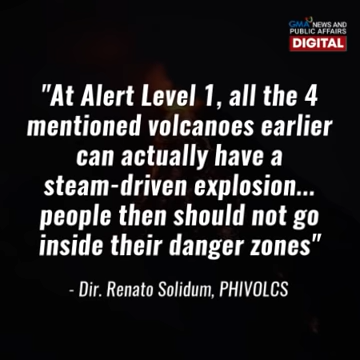 GMA NEWS AND
PUBLIC AFFAIRS
DIGITAL
"At Alert Level 1, all the 4
mentioned volcanoes earlier
can actually have a
steam-driven explosion...
people then should not go
inside their danger zones"
- Dir. Renato Solidum, PHIVOLCS